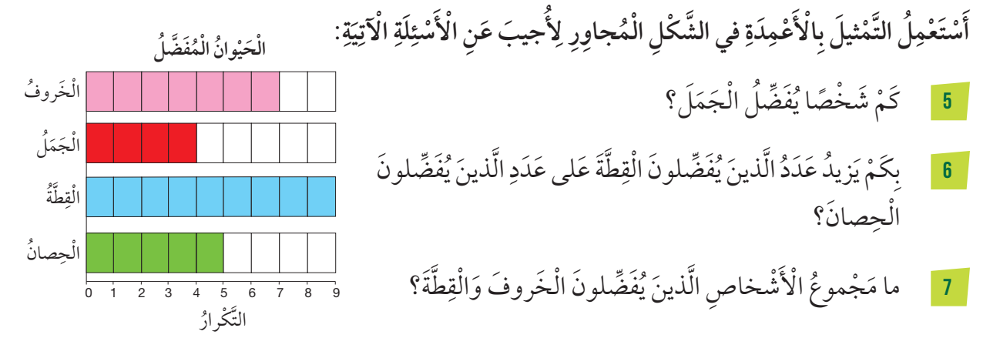 أَسْتَعْمِلُ التَّمْثيلَ بِالْأَعْمِدَةِ في الشَّكْلِ الْمُجاوِرِ لِأُجيبَ عَنِ الْأَسْئِلَةِ الْآتِيَةِ:
5 كَمْ شَخْصًا يُفَضِّلُ الْجَمَلَ؟
6 بِكَمْ يَزيدُ عَدَدُ الَّذينَ يُفَضِّلونَ الْقِطَّةَ عَلى عَدَدِ الَّذينَ يُفَضِّلونَ
الْحِصانَ؟
7 ما مَجْموعُ الْأَشْخاصِ الَّذينَ يُفَضِّلونَ الْخَروفَ وَالْقِطَّةَ؟
الْحَيْوانُ الْمُفَضَّلُ
الْخَروفُ
الْجَمَلُ
الْقِطَّةُ
الْحِصانُ
0 1 2 3 4 5 6 7 8 9
التَّكْرارُ